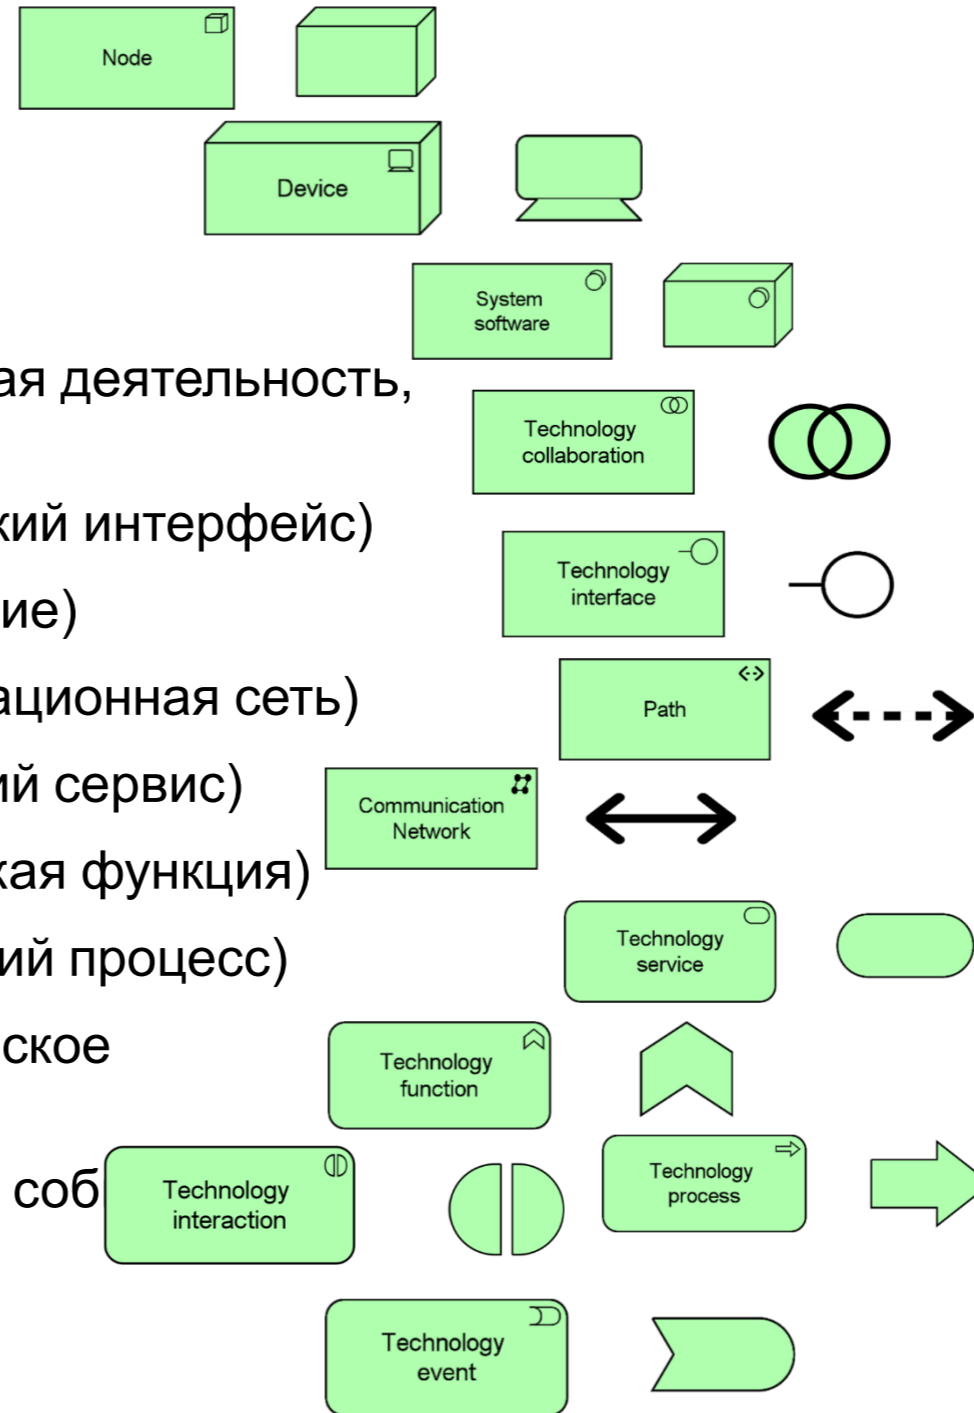 Node
Device
System
software
ая деятельность,
Technology
collaboration
кий интерфейс)
Technology
interface
ние)
Path
ационная сеть)
ий сервис)
Communication
Network
кая функция)
Technology
service
ий процесс)
ское
Technology
function
Technology
process
соб
Technology
interaction
Technology
event